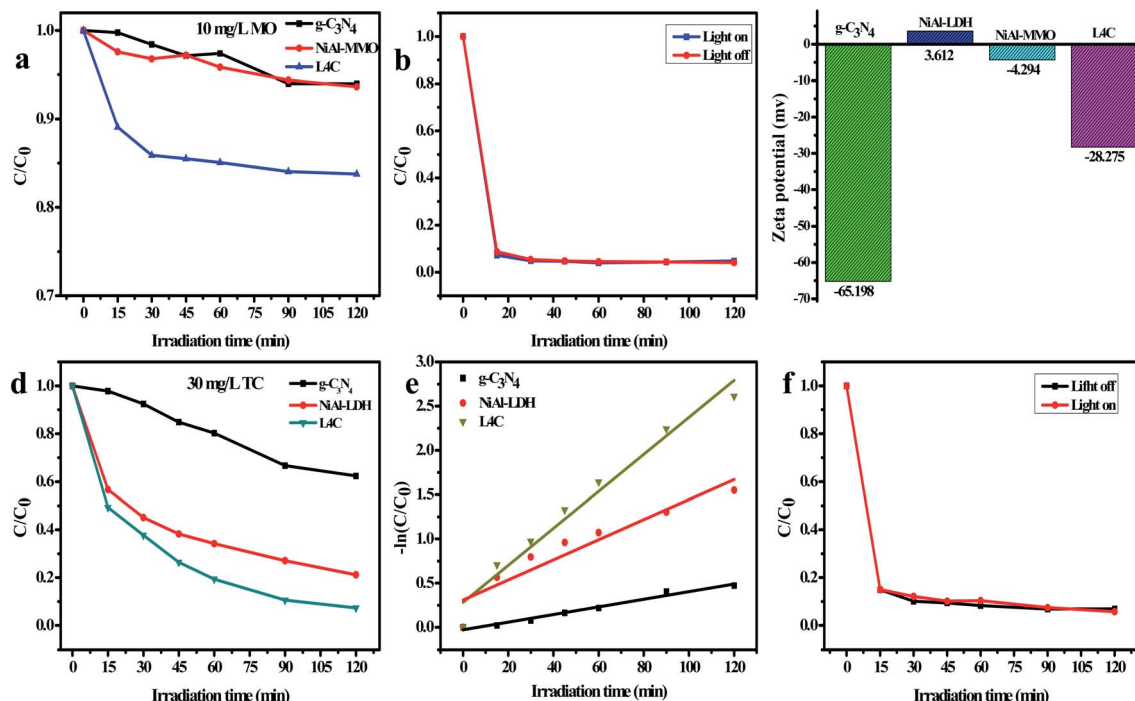 a
10 mg/L MO
g-C3N4
NiAl-MMO
L4C
C/C0
1.0
0.9
0.8
0.7
0 15 30 45 60 75 90 105 120
Irradiation time (min)
b
Light on
Light off
C/C0
1.0
0.8
0.6
0.4
0.2
0.0
0 20 40 60 80 100 120
Irradiation time (min)
g-C3N4
NiAl-LDH
NiAl-MMO
L4C
3.612
-4.294
-28.275
-65.198
Zeta potential (mv)
0
-10
-20
-30
-40
-50
-60
-70
d
30 mg/L TC
g-C3N4
NiAl-LDH
L4C
C/C0
1.0
0.8
0.6
0.4
0.2
0.0
0 15 30 45 60 75 90 105 120
Irradiation time (min)
e
g-C3N4
NiAl-LDH
L4C
-ln(C/C0)
3.0
2.5
2.0
1.5
1.0
0.5
0.0
0 20 40 60 80 100 120
Irradiation time (min)
f
Lifht off
Light on
C/C0
1.0
0.8
0.6
0.4
0.2
0.0
0 15 30 45 60 75 90 105 120
Irradiation time (min)